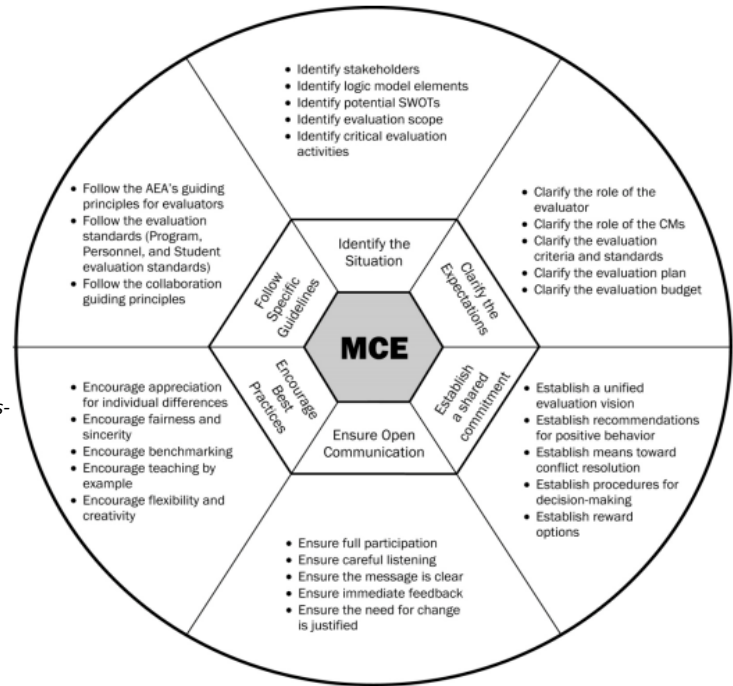 • Identify stakeholders
• Identify logic model elements
• Identify potential SWOTs
• Identify evaluation scope
• Identify critical evaluation
activities
• Follow the AEA's guiding
principles for evaluators
• Follow the evaluation
standards (Program,
Personnel, and Student
evaluation standards)
• Follow the collaboration
guiding principles
• Clarify the role of the
evaluator
• Clarify the role of the CMs
• Clarify the evaluation
criteria and standards
• Clarify the evaluation plan
• Clarify the evaluation budget
Identify the
Situation
Follow
Specific
Guidelines
Clarify the
Expectations
MCE
Encourage
Best
Practices
Establish
a shared
commitment
Ensure Open
Communication
s-
• Encourage appreciation
for individual differences
• Encourage fairness and
sincerity
• Encourage benchmarking
• Encourage teaching by
example
• Encourage flexibility and
creativity
• Establish a unified
evaluation vision
• Establish recommendations
for positive behavior
• Establish means toward
conflict resolution
• Establish procedures for
decision-making
• Establish reward
options
• Ensure full participation
• Ensure careful listening
• Ensure the message is clear
• Ensure immediate feedback
• Ensure the need for change
is justified